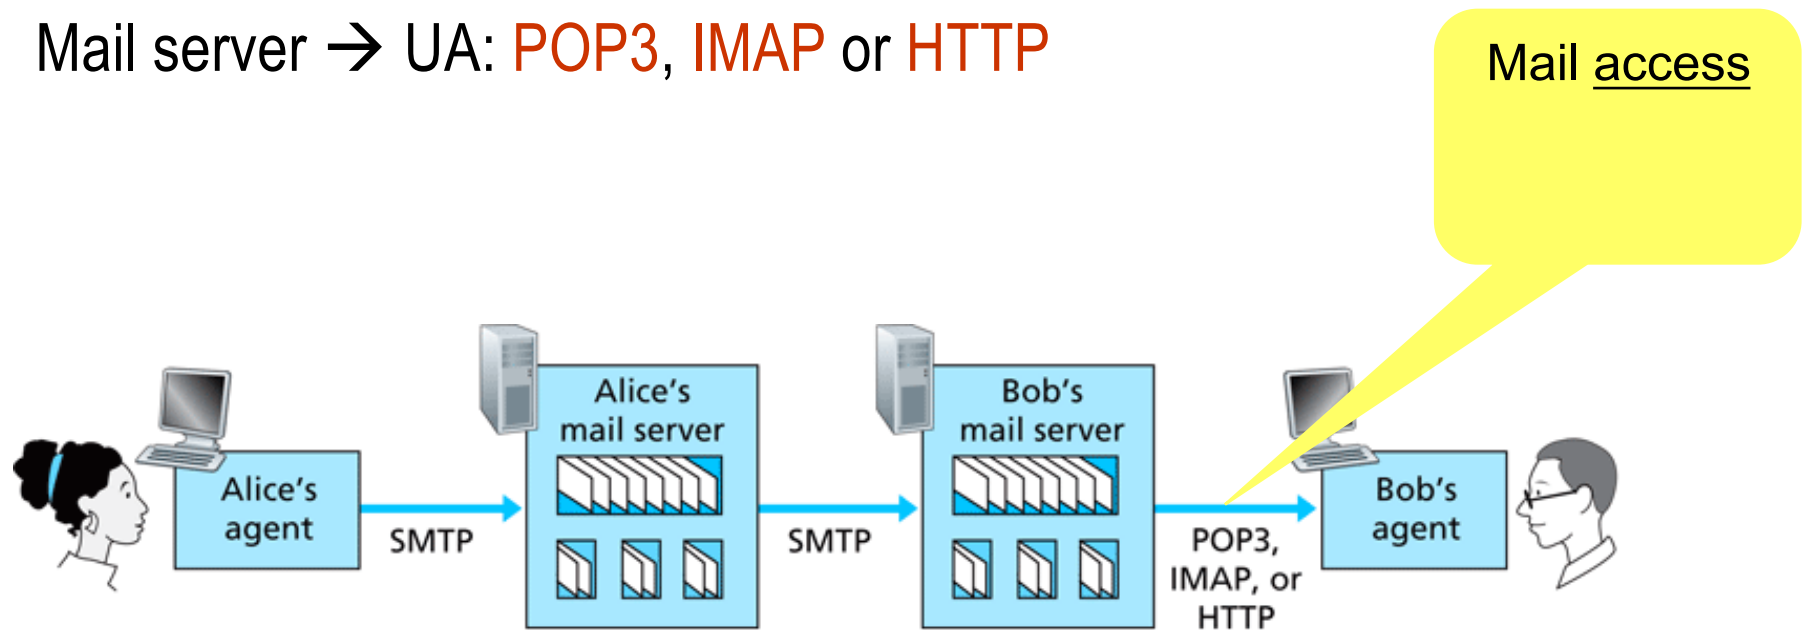 Mail server → UA: POP3, IMAP or HTTP
Mail access
Alice's
agent
SMTP
Alice's
mail server
SMTP
Bob's
mail server
POP3,
IMAP, or
HTTP
Bob's
agent